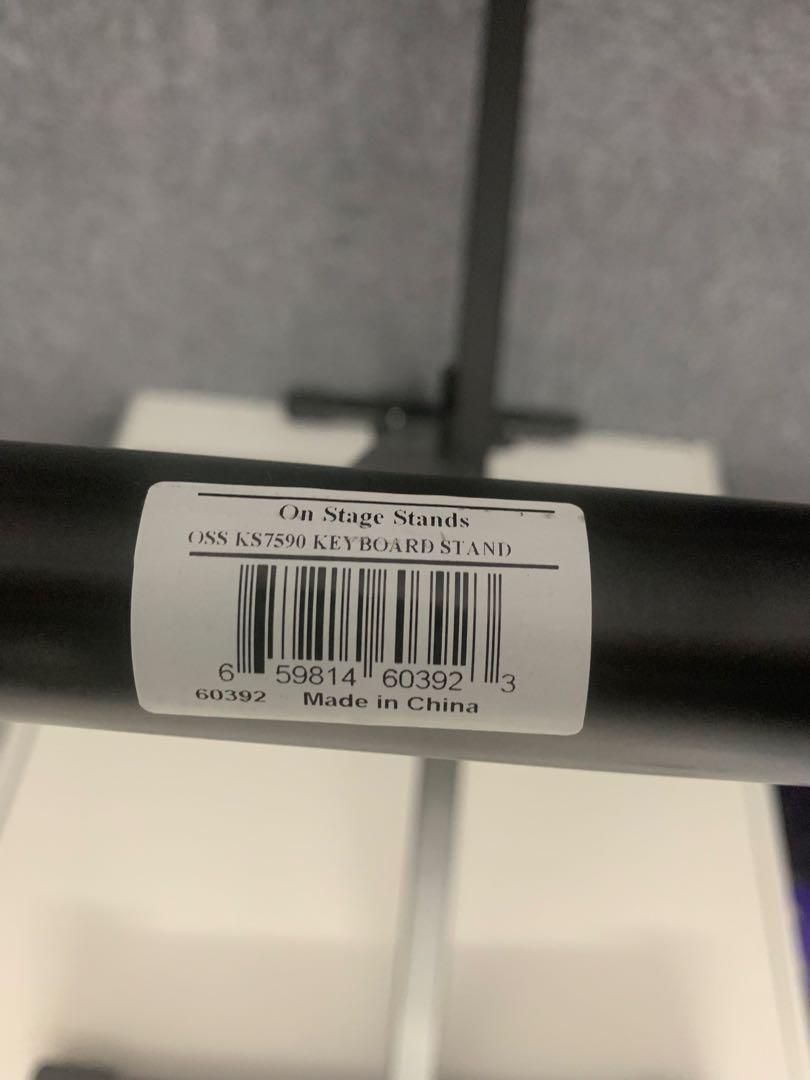 On Stage Stands
OSS KS7590 KEYBOARD STAND
6 59814 60392 3
60392 Made in China